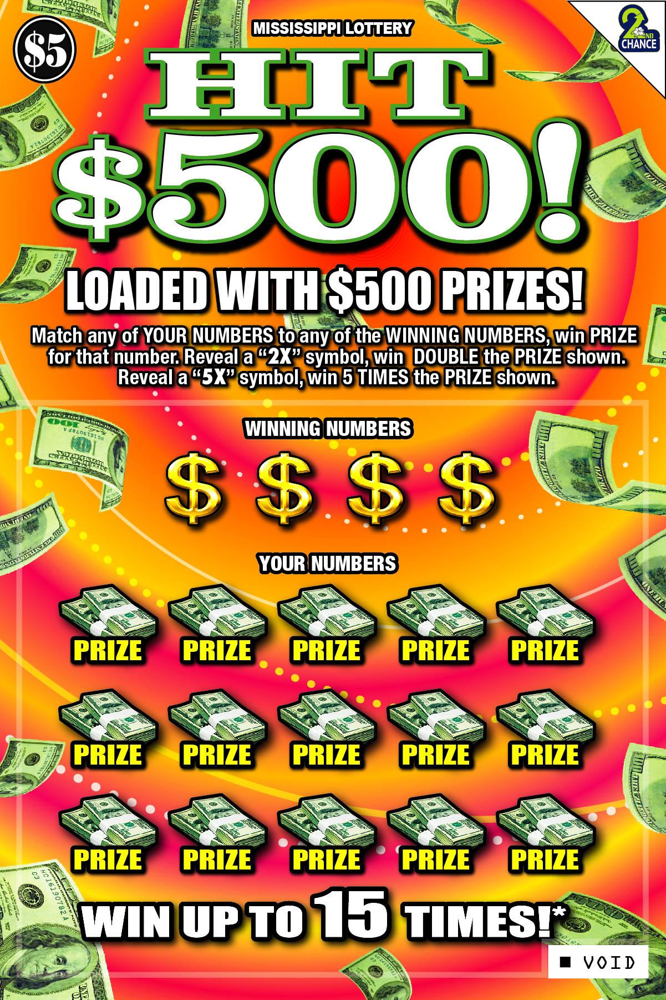 $5
MISSISSIPPI LOTTERY
2ND
CHANCE
HIT
$500!
LOADED WITH $500 PRIZES!
Match any of YOUR NUMBERS to any of the WINNING NUMBERS, win PRIZE
for that number. Reveal a “2X” symbol, win DOUBLE the PRIZE shown.
Reveal a “5X” symbol, win 5 TIMES the PRIZE shown.
WINNING NUMBERS
$ $ $ $
YOUR NUMBERS
PRIZE PRIZE PRIZE PRIZE PRIZE
PRIZE PRIZE PRIZE PRIZE PRIZE
PRIZE PRIZE PRIZE PRIZE PRIZE
WIN UP TO 15 TIMES!*
■ VOID